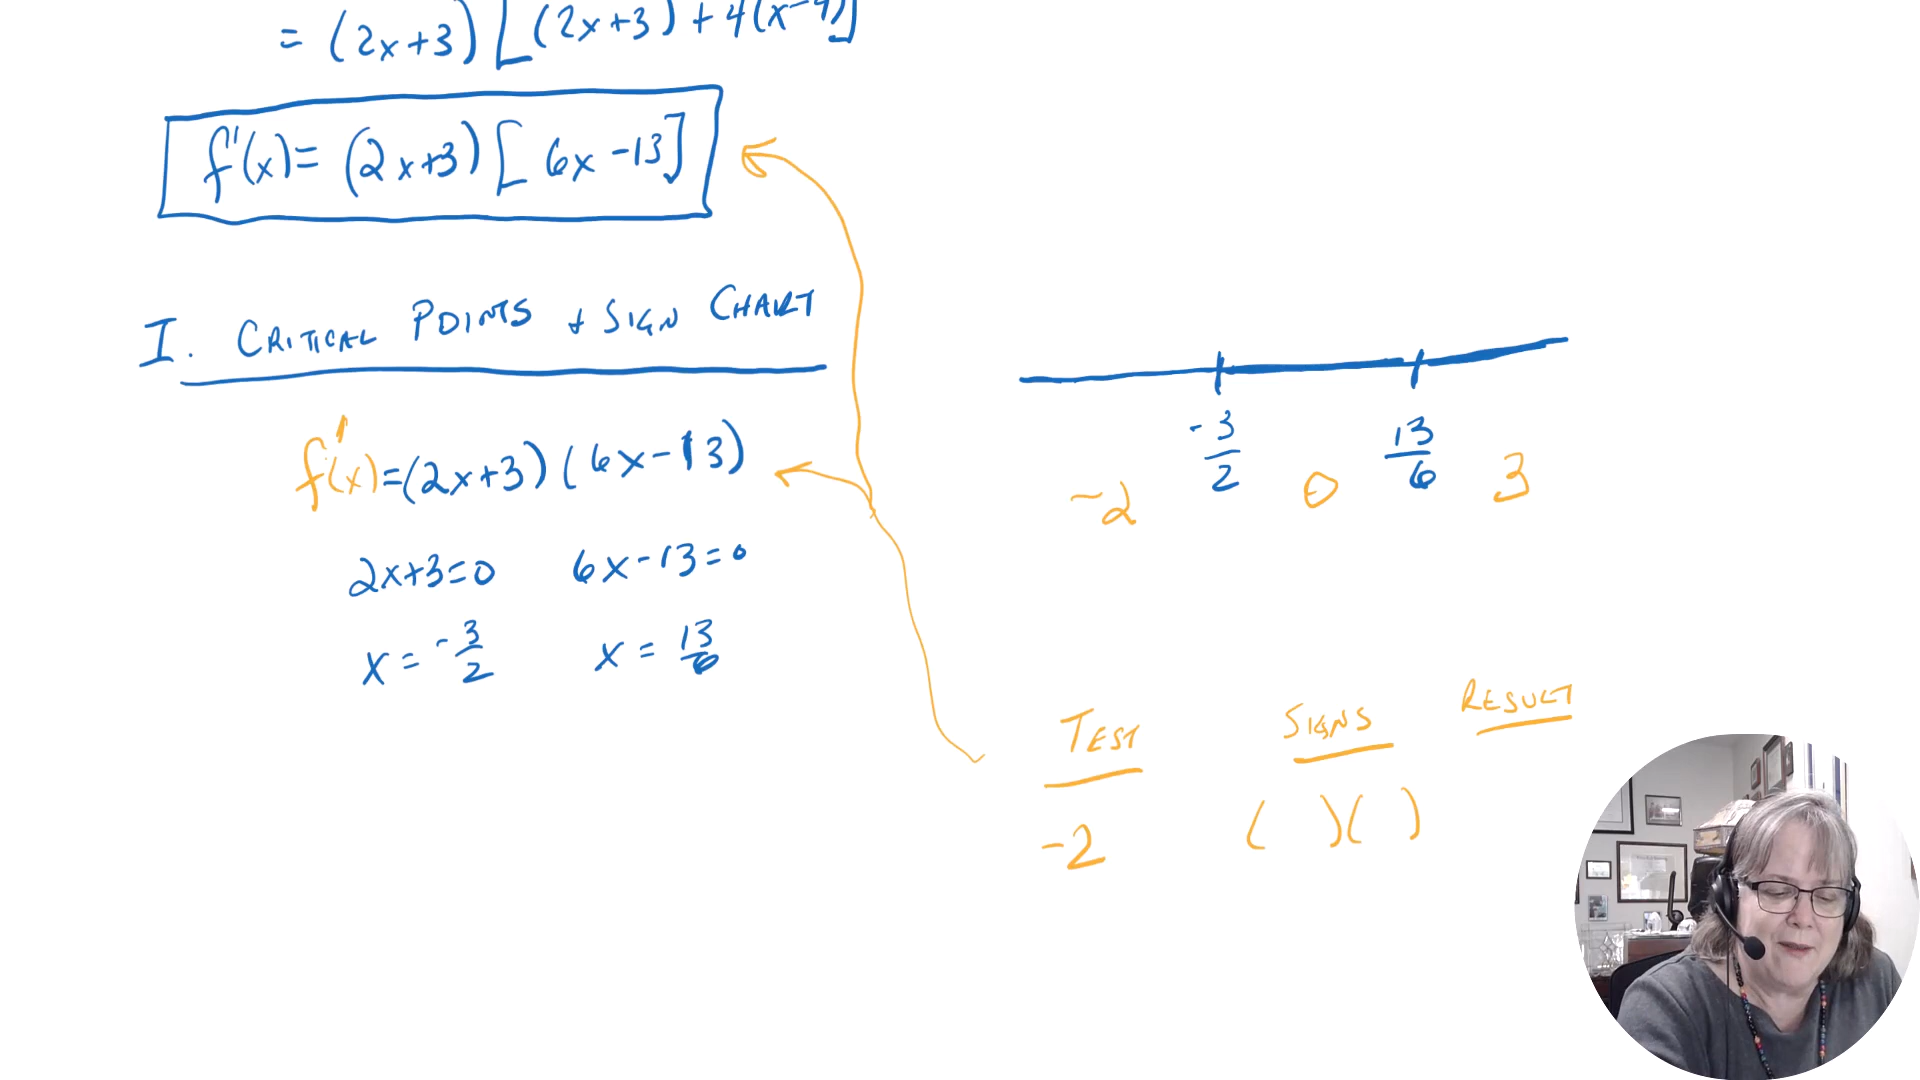 = (2x+3)[(2x+3)+4(x-4)]
f'(x)= (2x+3)[6x-13]
I. CRITICAL POINTS + SIGN CHART
f'(x)=(2x+3)(6x-13)
2x+3=0 6x-13=0
x = -3/2 x = 13/6
-3/2 13/6
-2 0 3
TEST SIGNS RESULT
-2 ( )( )